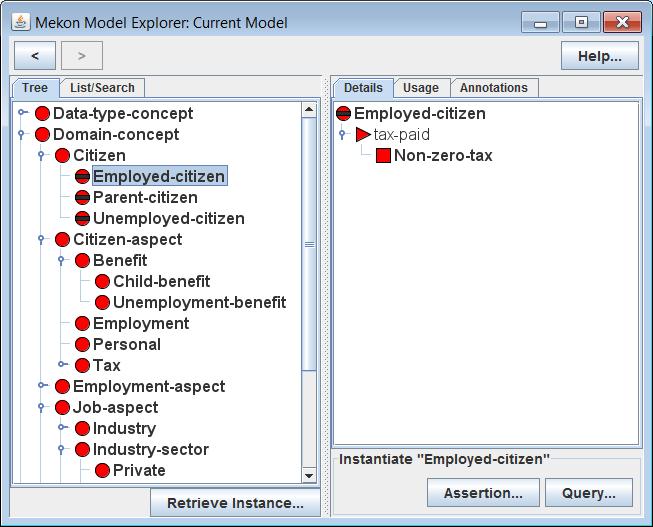 Mekon Model Explorer: Current Model
< > Help...
Tree List/Search
Data-type-concept
Domain-concept
Citizen
Employed-citizen
Parent-citizen
Unemployed-citizen
Citizen-aspect
Benefit
Child-benefit
Unemployment-benefit
Employment
Personal
Tax
Employment-aspect
Job-aspect
Industry
Industry-sector
Private
Retrieve Instance...
Details Usage Annotations
Employed-citizen
tax-paid
Non-zero-tax
Instantiate "Employed-citizen"
Assertion... Query...